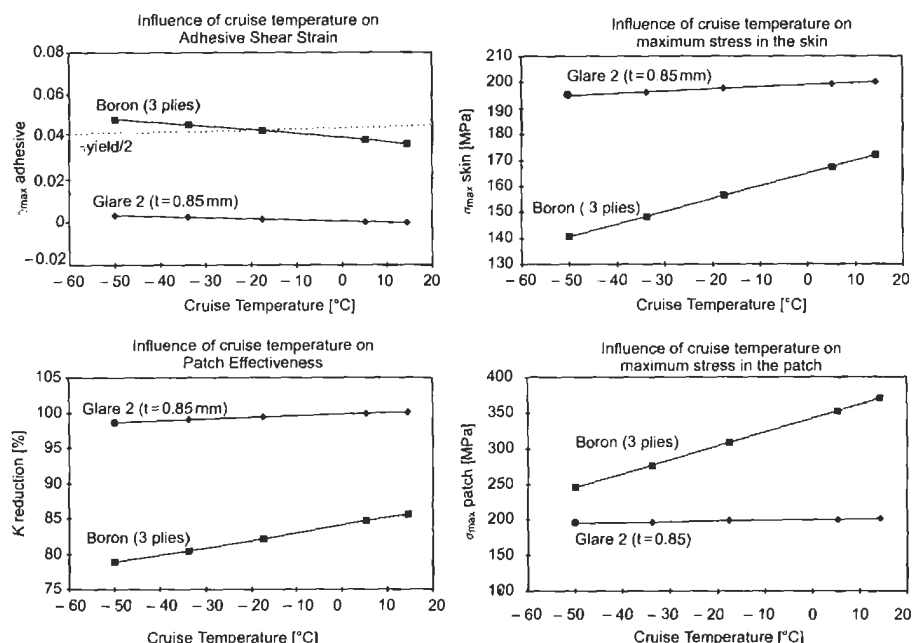 Influence of cruise temperature on
Adhesive Shear Strain
0.08
0.06
0.04
0.02
0
−0.02
γmax adhesive
Boron (3 plies)
γyield/2
Glare 2 (t=0.85mm)
−60 −50 −40 −30 −20 −10 0 10 20
Cruise Temperature [°C]
Influence of cruise temperature on
maximum stress in the skin
210
200
190
180
170
160
150
140
130
σmax skin [MPa]
Glare 2 (t=0.85mm)
Boron ( 3 plies)
−60 −50 −40 −30 −20 −10 0 10 20
Cruise Temperature [°C]
Influence of cruise temperature on
Patch Effectiveness
105
100
95
90
85
80
75
K reduction [%]
Glare 2 (t=0.85mm)
Boron (3 plies)
−60 −50 −40 −30 −20 −10 0 10 20
Cruise Temperature [°C]
Influence of cruise temperature on
maximum stress in the patch
400
350
300
250
200
150
100
σmax patch [MPa]
Boron (3 plies)
Glare 2 (t=0.85)
−60 −50 −40 −30 −20 −10 0 10 20
Cruise Temperature [°C]